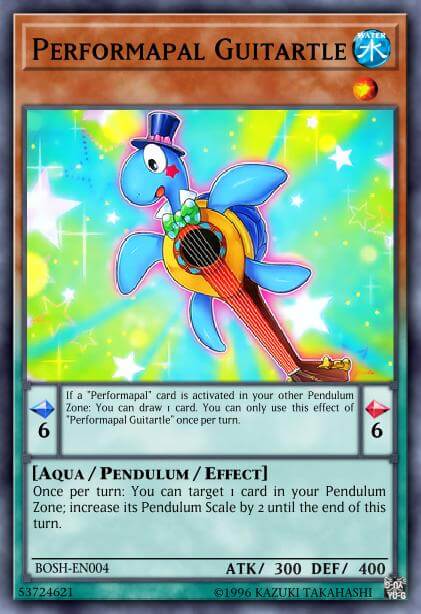 PERFORMAPAL GUITARTLE
WATER
水
If a "Performapal" card is activated in your other Pendulum
Zone: You can draw 1 card. You can only use this effect of
"Performapal Guitartle" once per turn.
6
6
[AQUA / PENDULUM / EFFECT]
Once per turn: You can target 1 card in your Pendulum
Zone; increase its Pendulum Scale by 2 until the end of this
turn.
BOSH-EN004
ATK/ 300 DEF/ 400
53724621
©1996 KAZUKI TAKAHASHI